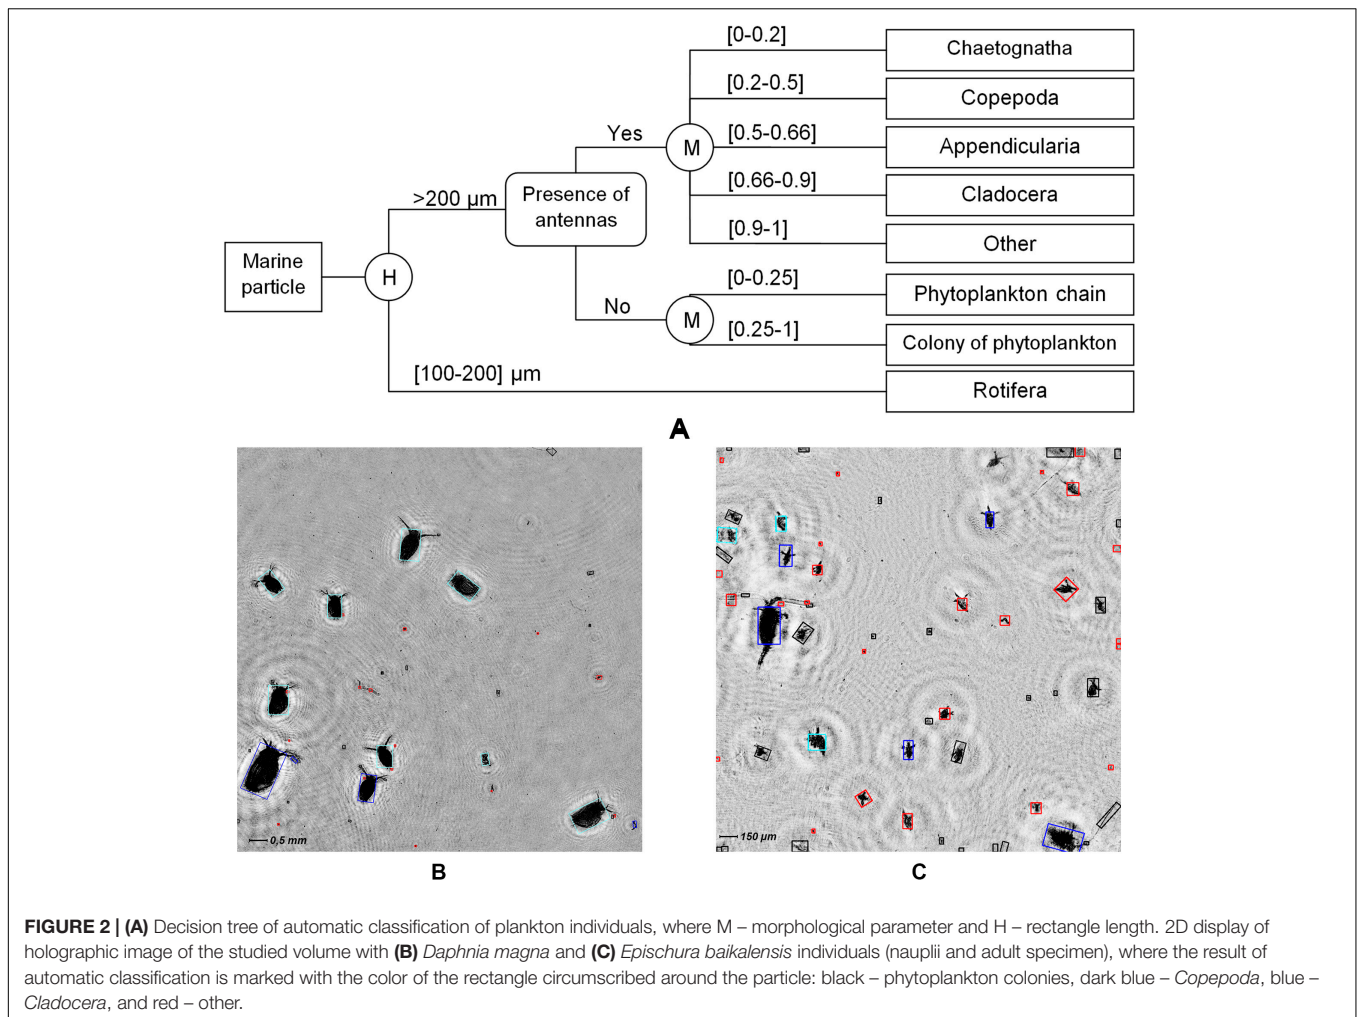 [0-0.2]
Chaetognatha
[0.2-0.5]
Copepoda
Yes
M
[0.5-0.66]
Appendicularia
>200 µm
Presence of
antennas
[0.66-0.9]
Cladocera
[0.9-1]
Other
Marine
particle
H
No
M
[0-0.25]
Phytoplankton chain
[0.25-1]
Colony of phytoplankton
[100-200] µm
Rotifera
A
0,5 mm
150 µm
B
C
FIGURE 2 | (A) Decision tree of automatic classification of plankton individuals, where M – morphological parameter and H – rectangle length. 2D display of
holographic image of the studied volume with (B) Daphnia magna and (C) Epischura baikalensis individuals (nauplii and adult specimen), where the result of
automatic classification is marked with the color of the rectangle circumscribed around the particle: black – phytoplankton colonies, dark blue – Copepoda, blue –
Cladocera, and red – other.